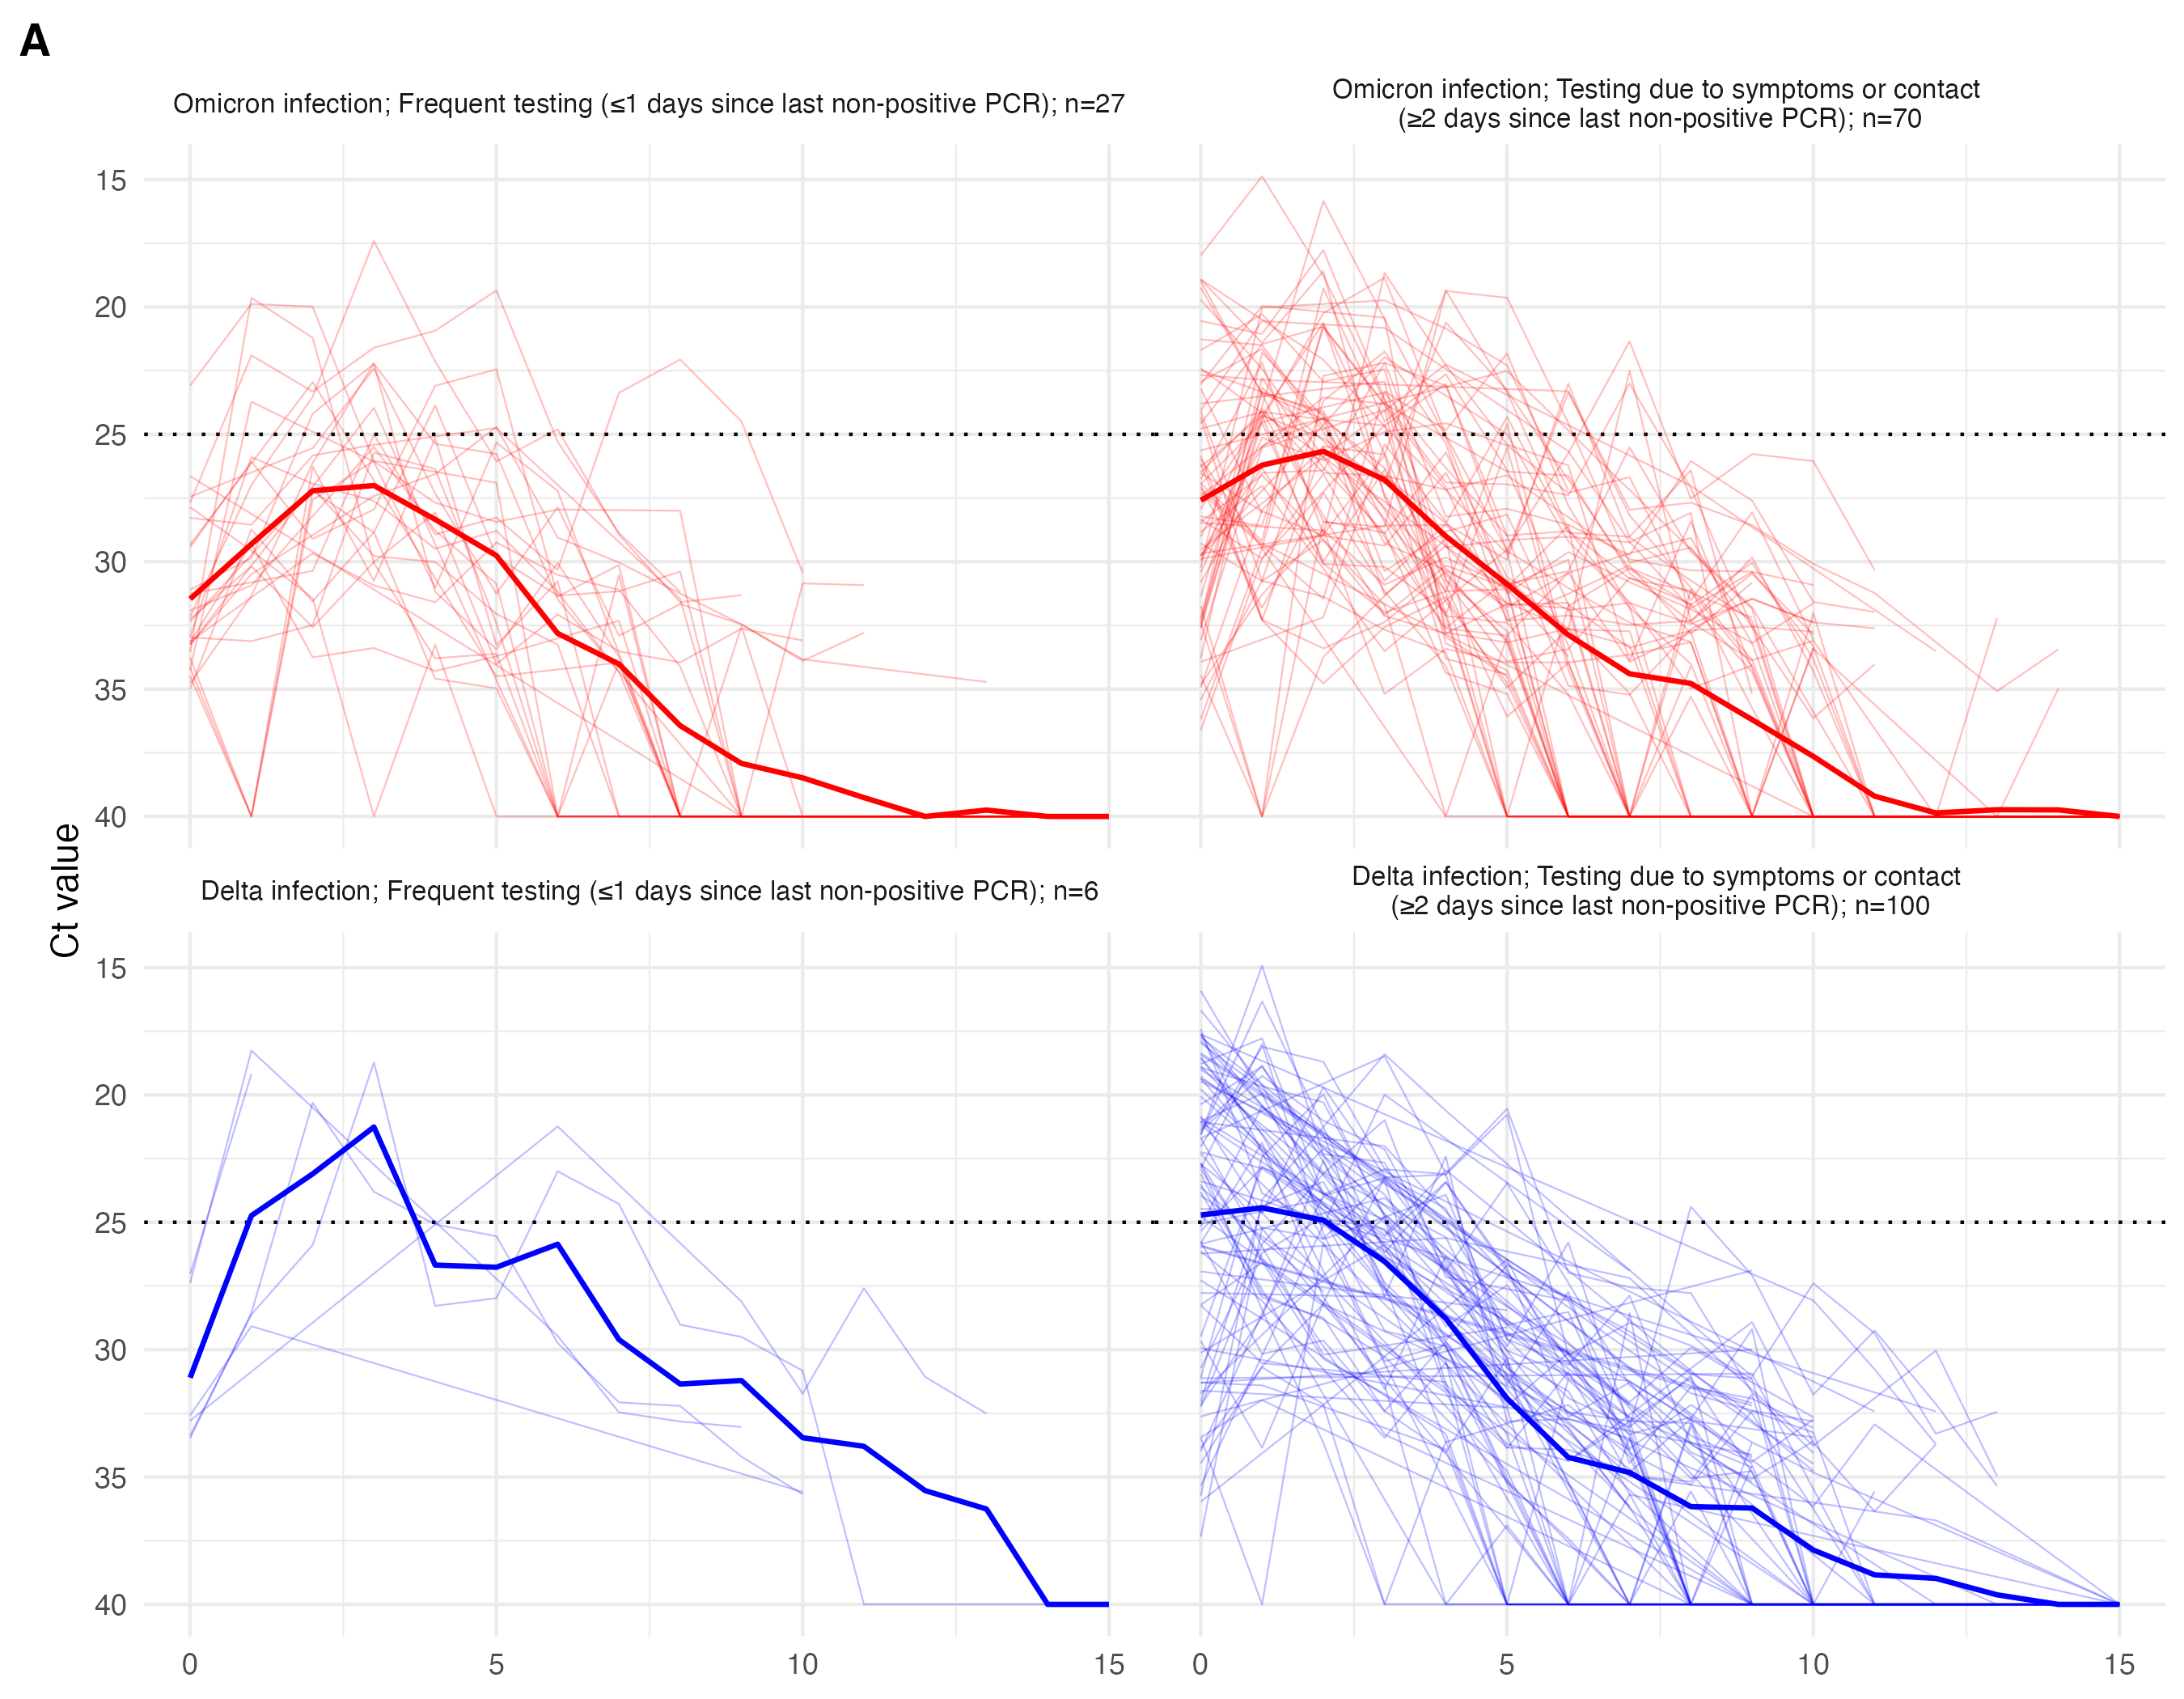 A
Omicron infection; Frequent testing (≤1 days since last non-positive PCR); n=27
Omicron infection; Testing due to symptoms or contact
(≥2 days since last non-positive PCR); n=70
15
20
25
30
35
40
Ct value
Delta infection; Frequent testing (≤1 days since last non-positive PCR); n=6
Delta infection; Testing due to symptoms or contact
(≥2 days since last non-positive PCR); n=100
15
20
25
30
35
40
0 5 10 15 0 5 10 15